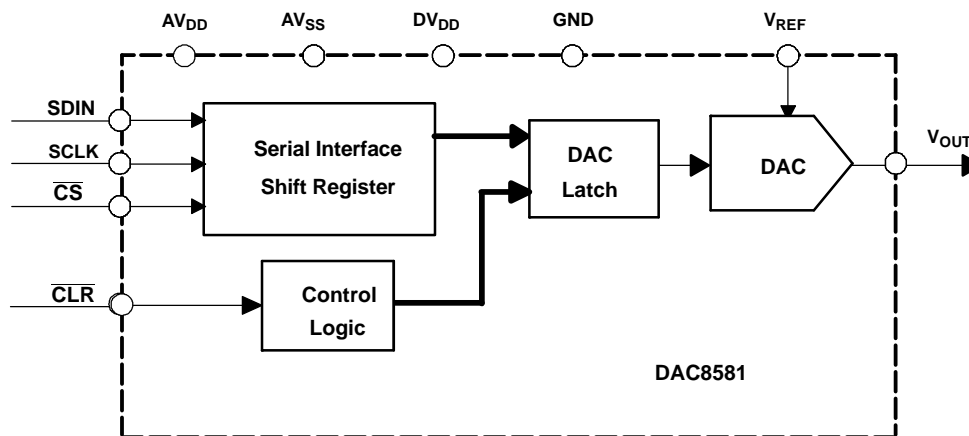 AVDD AVSS DVDD GND VREF
SDIN
SCLK
CS
CLR
Serial Interface
Shift Register
DAC
Latch
DAC
VOUT
Control
Logic
DAC8581